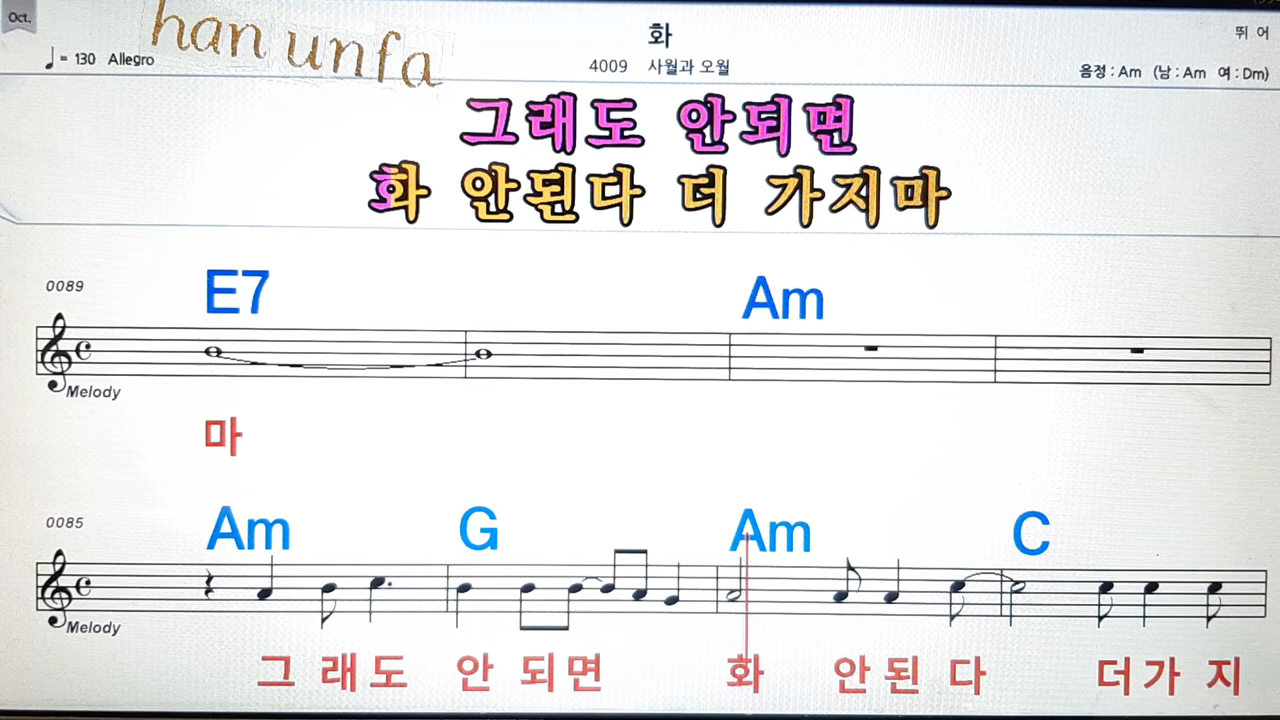 Oct.
han unfa
화
뛰 어
♩= 130 Allegro
4009 사월과 오월
음정 : Am (남 : Am 여 : Dm)
그래도 안되면
화 안된다 더 가지마
0089
E7 Am
Melody
마
0085
Am G Am C
Melody
그 래 도 안 되 면 화 안 된 다 더 가 지